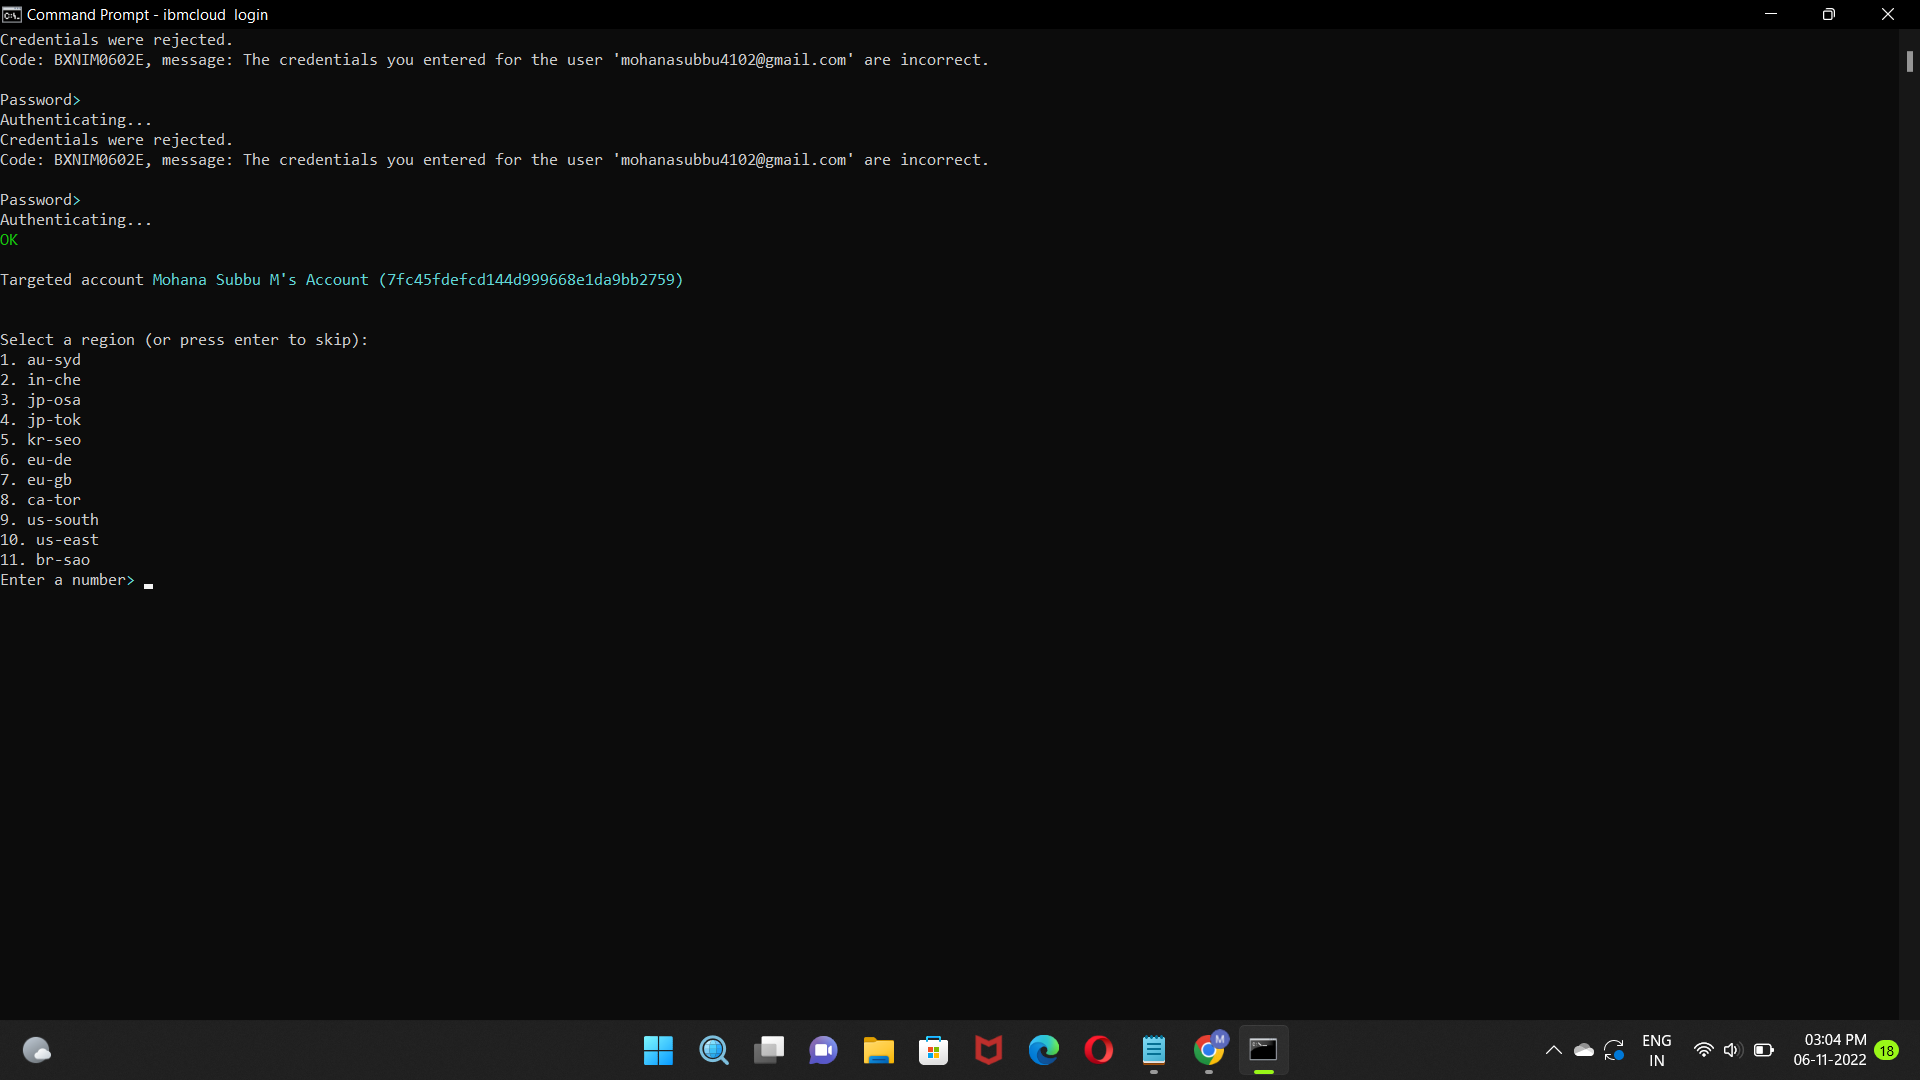 Command Prompt - ibmcloud  login
Credentials were rejected.
Code: BXNIM0602E, message: The credentials you entered for the user 'mohanasubbu4102@gmail.com' are incorrect.
Password>
Authenticating...
Credentials were rejected.
Code: BXNIM0602E, message: The credentials you entered for the user 'mohanasubbu4102@gmail.com' are incorrect.
Password>
Authenticating...
OK
Targeted account Mohana Subbu M's Account (7fc45fdefcd144d999668e1da9bb2759)
Select a region (or press enter to skip):
1. au-syd
2. in-che
3. jp-osa
4. jp-tok
5. kr-seo
6. eu-de
7. eu-gb
8. ca-tor
9. us-south
10. us-east
11. br-sao
Enter a number>
M
ENG
IN
03:04 PM
06-11-2022
18